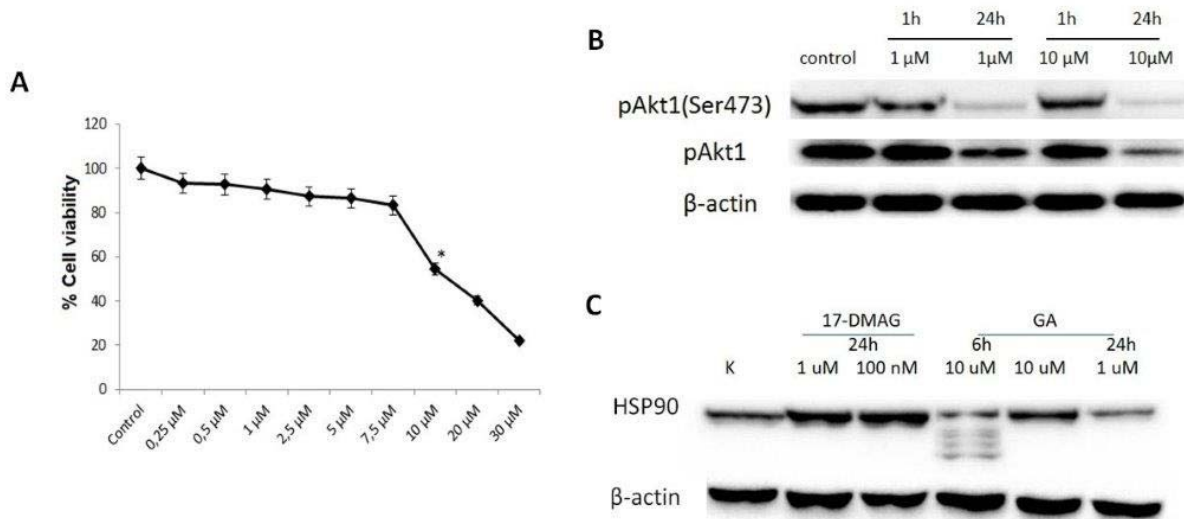 A
% Cell viability
120
100
80
60
40
20
0
Control
0,25 µM
0,5 µM
1 µM
2,5 µM
5 µM
7,5 µM
10 µM
20 µM
30 µM
*
B
1h 24h 1h 24h
control 1 µM 1µM 10 µM 10µM
pAkt1(Ser473)
pAkt1
β-actin
C
17-DMAG GA
24h 6h 24h
K 1 uM 100 nM 10 uM 10 uM 1 uM
HSP90
β-actin